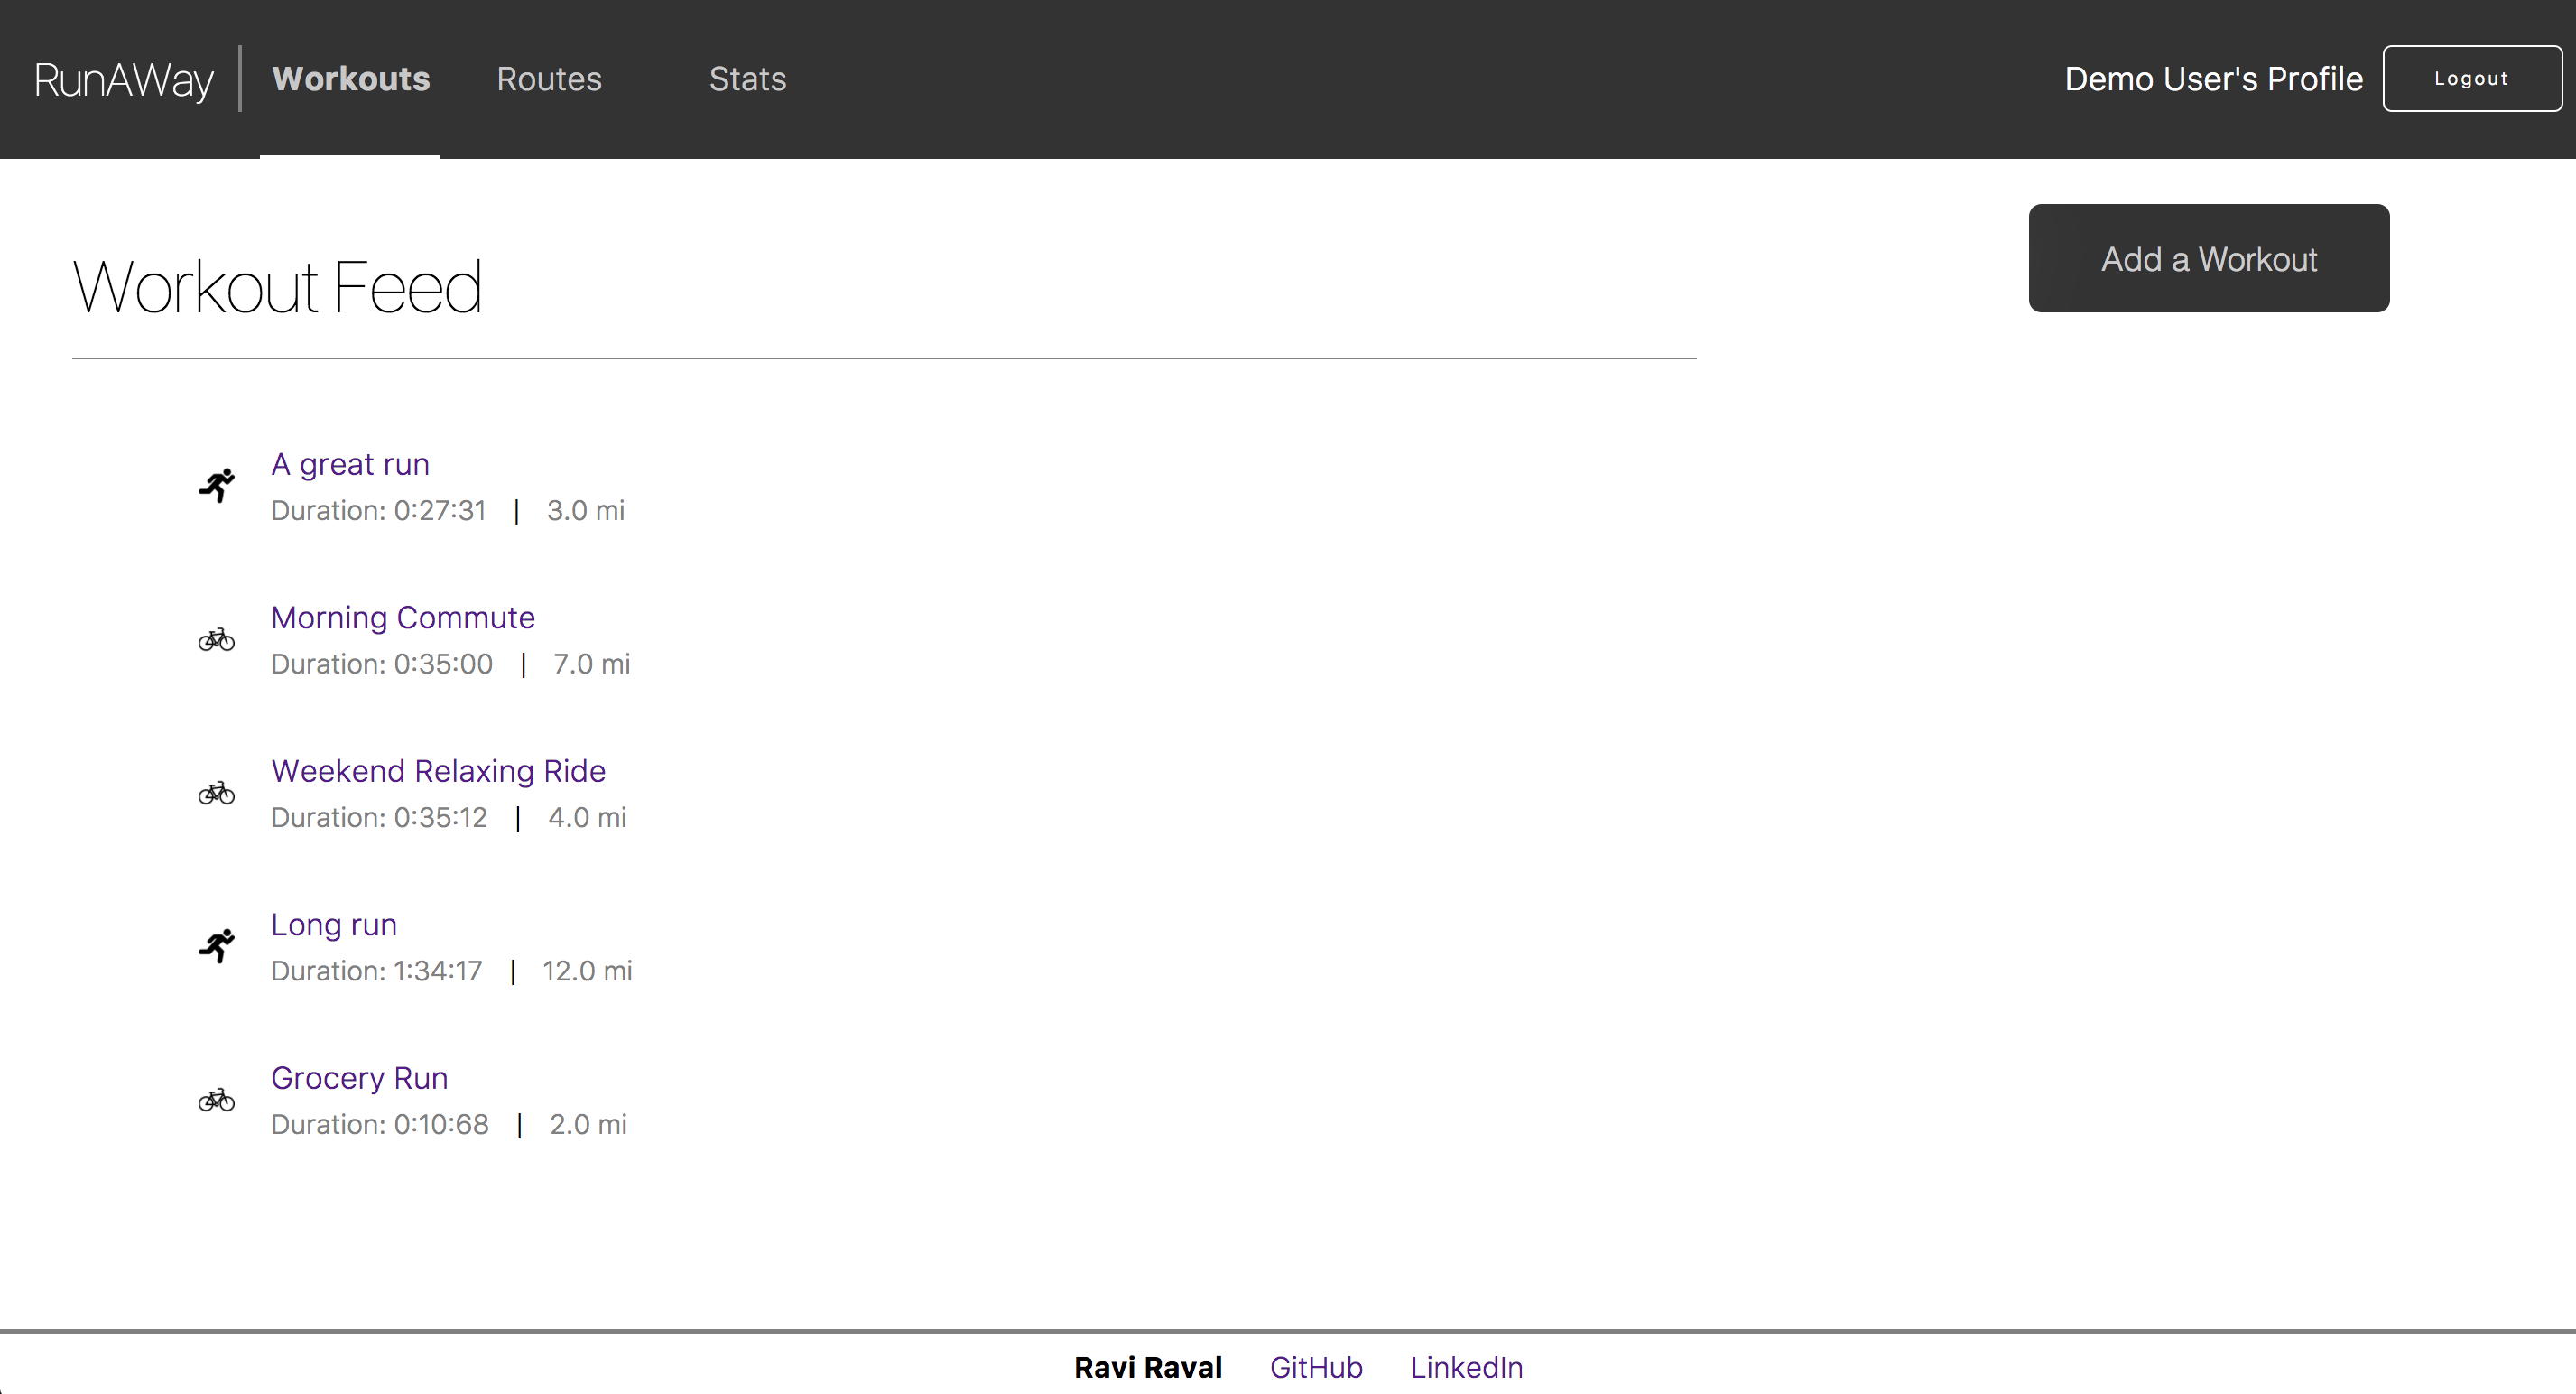 RunAWay Workouts Routes Stats Demo User's Profile Logout
Add a Workout
Workout Feed
A great run
Duration: 0:27:31 | 3.0 mi
Morning Commute
Duration: 0:35:00 | 7.0 mi
Weekend Relaxing Ride
Duration: 0:35:12 | 4.0 mi
Long run
Duration: 1:34:17 | 12.0 mi
Grocery Run
Duration: 0:10:68 | 2.0 mi
Ravi Raval GitHub LinkedIn